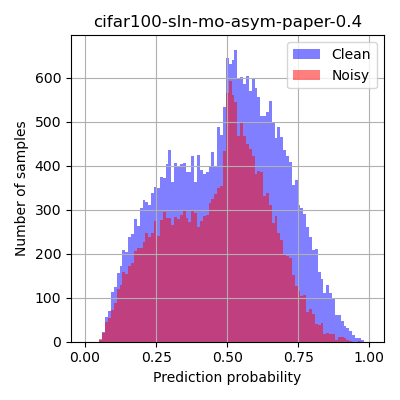 cifar100-sln-mo-asym-paper-0.4
Clean
Noisy
Number of samples
600
500
400
300
200
100
0
0.00 0.25 0.50 0.75 1.00
Prediction probability